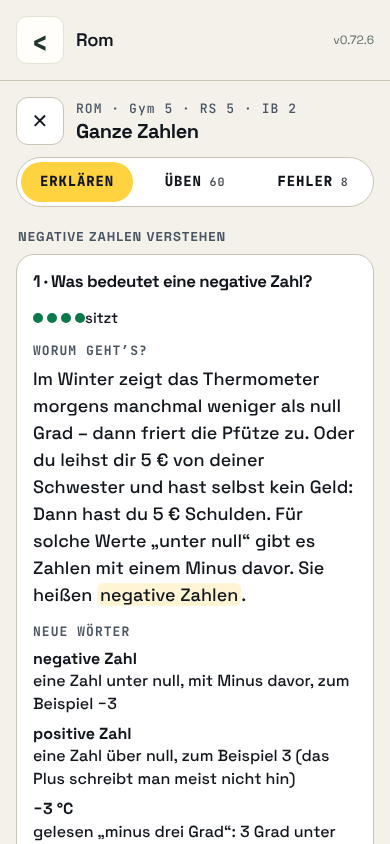 <
Rom
v0.72.6
×
ROM · Gym 5 · RS 5 · IB 2
Ganze Zahlen
ERKLÄREN
ÜBEN 60
FEHLER 8
NEGATIVE ZAHLEN VERSTEHEN
1 · Was bedeutet eine negative Zahl?
sitzt
WORUM GEHT’S?
Im Winter zeigt das Thermometer
morgens manchmal weniger als null
Grad – dann friert die Pfütze zu. Oder
du leihst dir 5 € von deiner
Schwester und hast selbst kein Geld:
Dann hast du 5 € Schulden. Für
solche Werte „unter null“ gibt es
Zahlen mit einem Minus davor. Sie
heißen negative Zahlen.
NEUE WÖRTER
negative Zahl
eine Zahl unter null, mit Minus davor, zum
Beispiel −3
positive Zahl
eine Zahl über null, zum Beispiel 3 (das
Plus schreibt man meist nicht hin)
−3 °C
gelesen „minus drei Grad“: 3 Grad unter